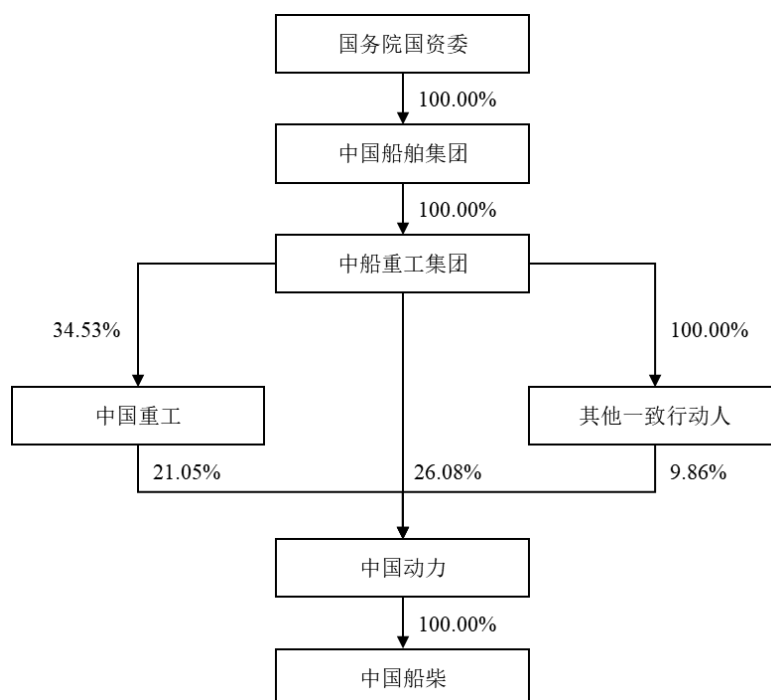 国务院国资委
100.00%
中国船舶集团
100.00%
中船重工集团
34.53%
100.00%
中国重工
其他一致行动人
21.05%
26.08%
9.86%
中国动力
100.00%
中国船柴